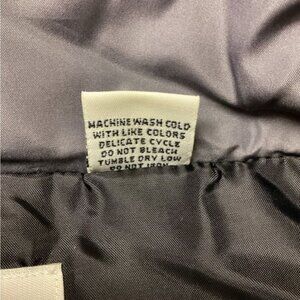 MACHINE WASH COLD
WITH LIKE COLORS
DELICATE CYCLE
DO NOT BLEACH
TUMBLE DRY LOW
DO NOT IRON